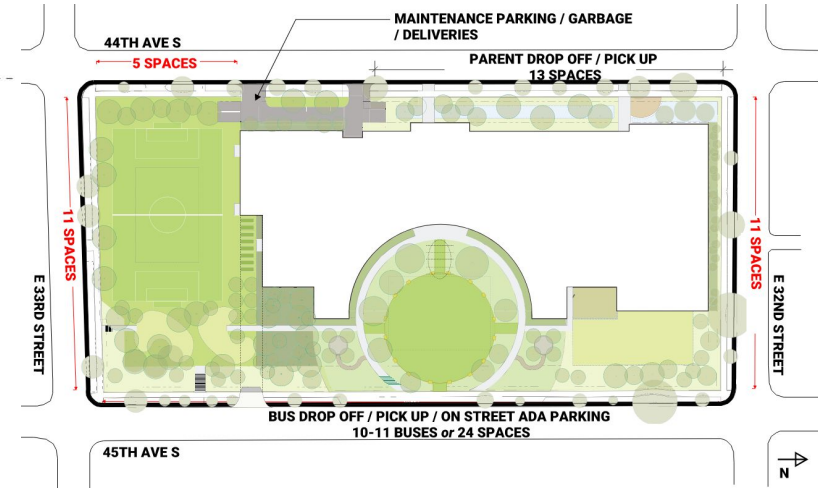 MAINTENANCE PARKING / GARBAGE
/ DELIVERIES
44TH AVE S
5 SPACES
PARENT DROP OFF / PICK UP
13 SPACES
11 SPACES
E 33RD STREET
11 SPACES
E 32ND STREET
BUS DROP OFF / PICK UP / ON STREET ADA PARKING
10-11 BUSES or 24 SPACES
45TH AVE S
N